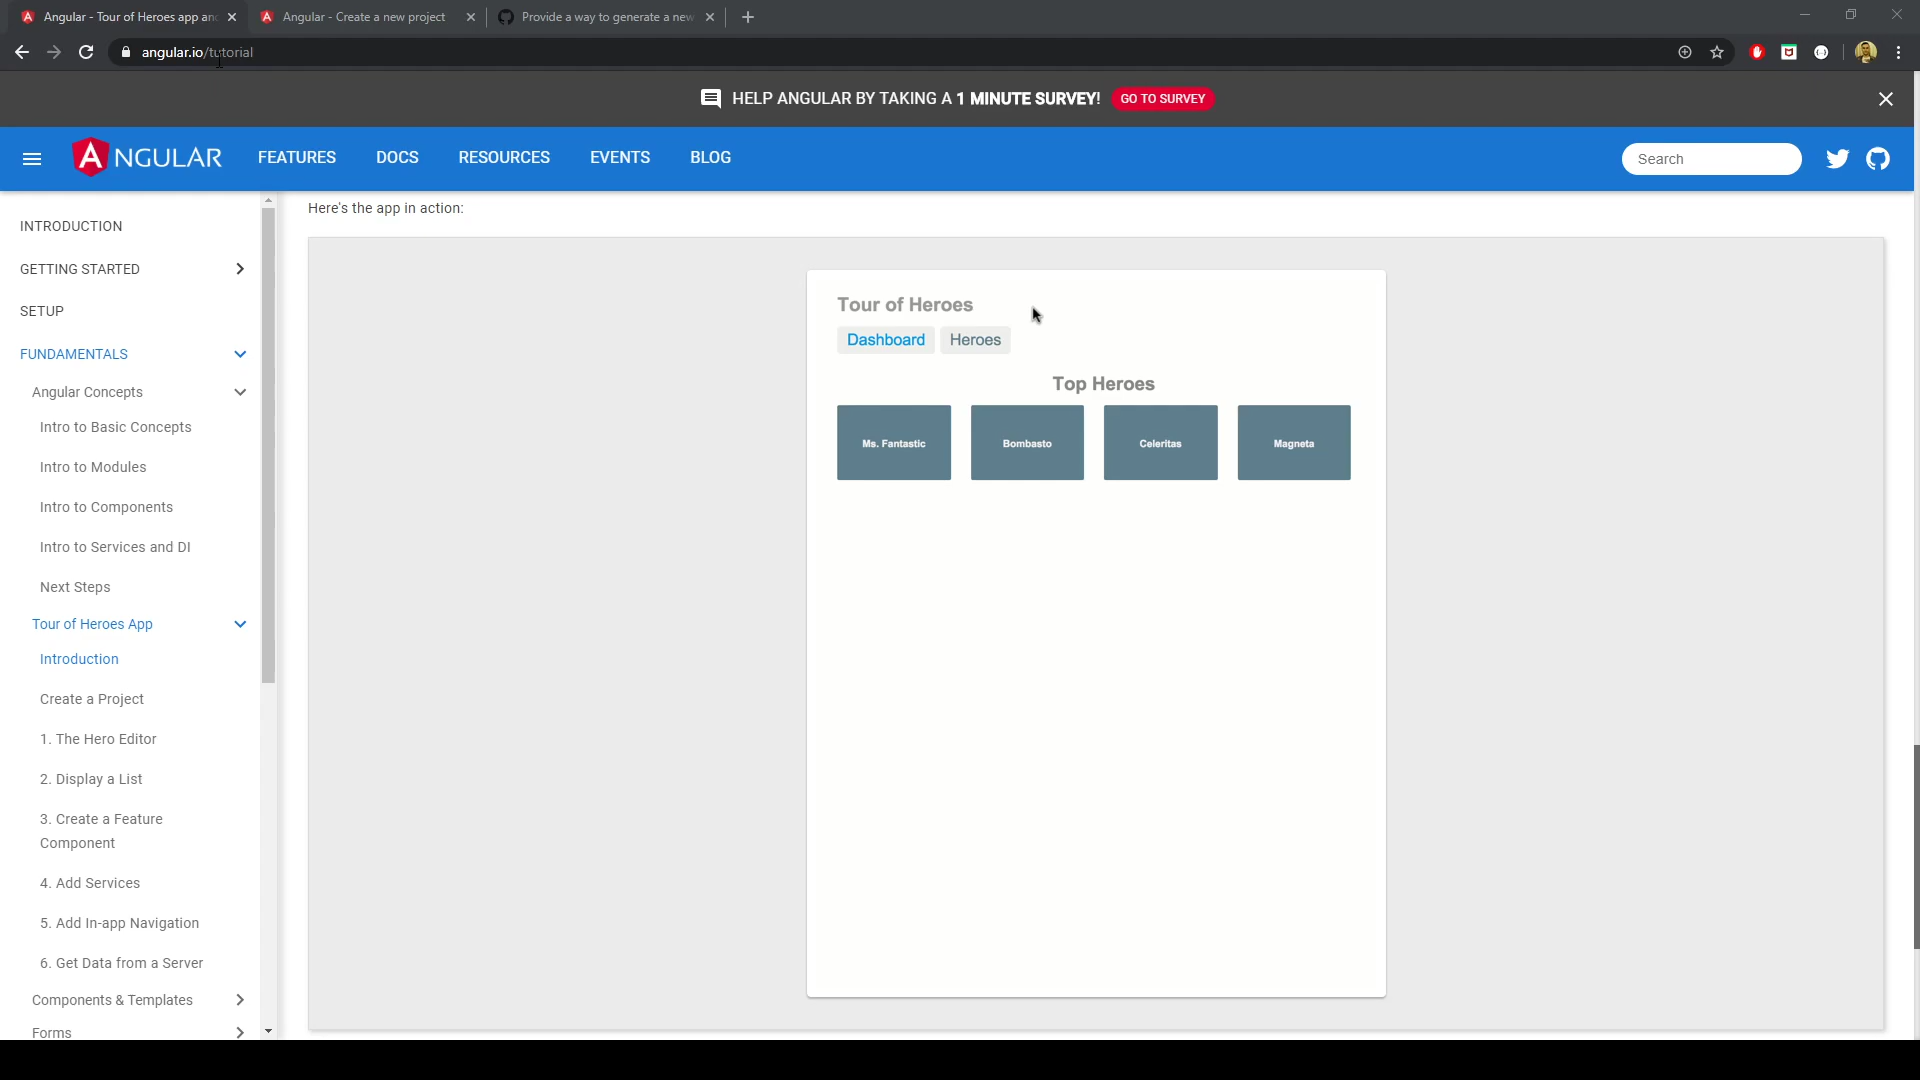 Angular - Tour of Heroes app an
Angular - Create a new project
Provide a way to generate a new
angular.io/tutorial
HELP ANGULAR BY TAKING A 1 MINUTE SURVEY! GO TO SURVEY
ANGULAR
FEATURES
DOCS
RESOURCES
EVENTS
BLOG
Search
INTRODUCTION
GETTING STARTED
SETUP
FUNDAMENTALS
Angular Concepts
Intro to Basic Concepts
Intro to Modules
Intro to Components
Intro to Services and DI
Next Steps
Tour of Heroes App
Introduction
Create a Project
1. The Hero Editor
2. Display a List
3. Create a Feature
Component
4. Add Services
5. Add In-app Navigation
6. Get Data from a Server
Components & Templates
Forms
Here's the app in action:
Tour of Heroes
Dashboard
Heroes
Top Heroes
Ms. Fantastic
Bombasto
Celeritas
Magneta